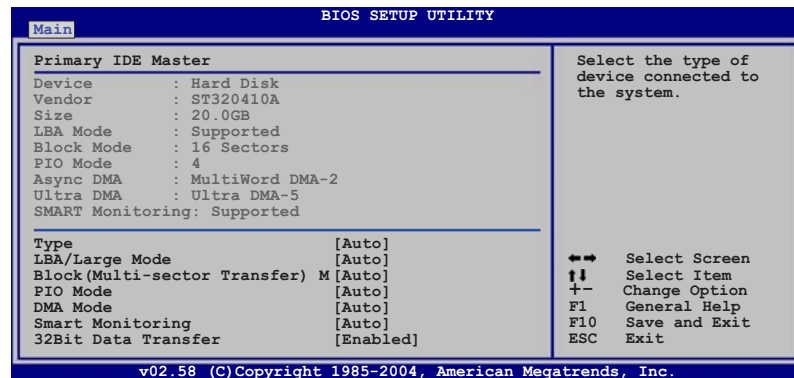 BIOS SETUP UTILITY
Main
Primary IDE Master
Device : Hard Disk
Vendor : ST320410A
Size : 20.0GB
LBA Mode : Supported
Block Mode : 16 Sectors
PIO Mode : 4
Async DMA : MultiWord DMA-2
Ultra DMA : Ultra DMA-5
SMART Monitoring: Supported
Type [Auto]
LBA/Large Mode [Auto]
Block(Multi-sector Transfer) M [Auto]
PIO Mode [Auto]
DMA Mode [Auto]
Smart Monitoring [Auto]
32Bit Data Transfer [Enabled]
Select the type of
device connected to
the system.
←→ Select Screen
↑↓ Select Item
+- Change Option
F1 General Help
F10 Save and Exit
ESC Exit
v02.58 (C)Copyright 1985-2004, American Megatrends, Inc.